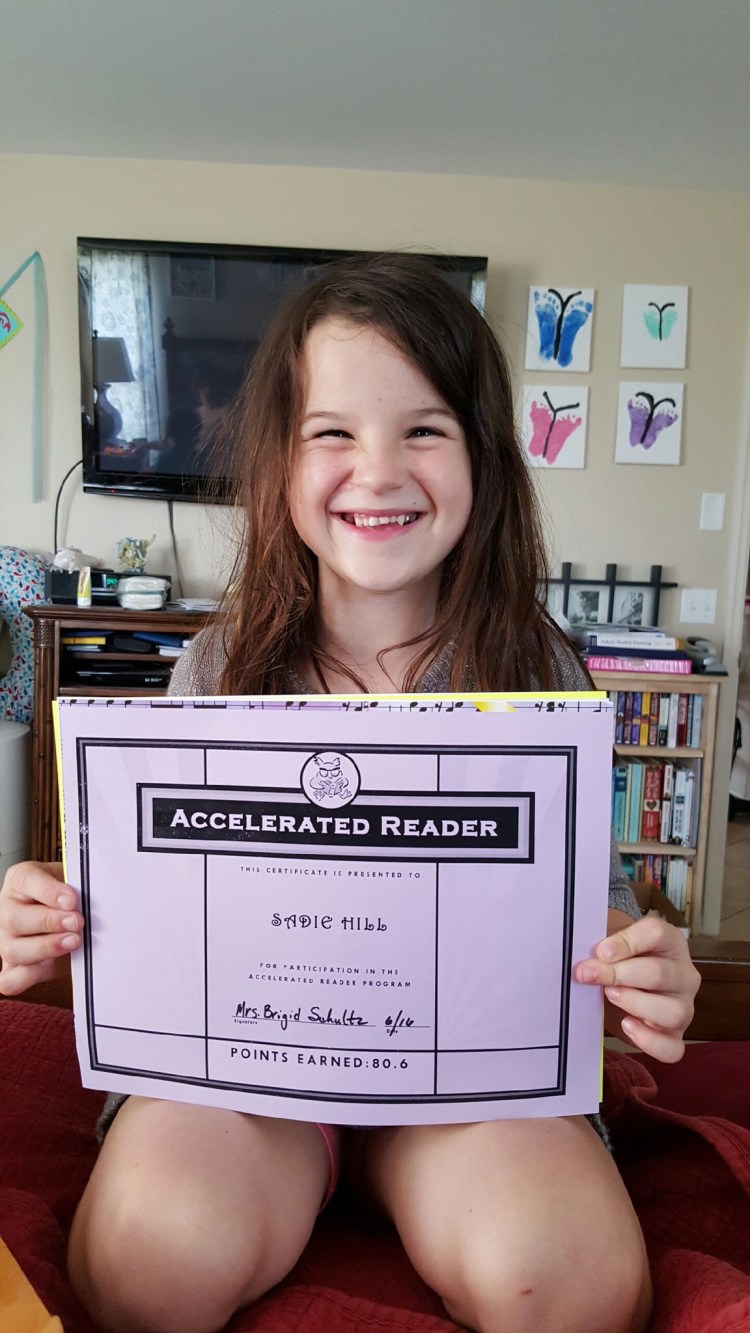 ACCELERATED READER
THIS CERTIFICATE IS PRESENTED TO
SADIE HILL
FOR PARTICIPATION IN THE
ACCELERATED READER PROGRAM
Mrs. Brigid Schultz 6/16
Signature Date
POINTS EARNED:80.6